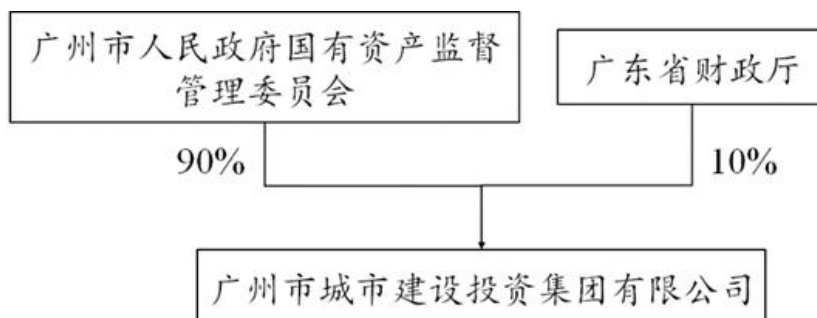 广州市人民政府国有资产监督
管理委员会
广东省财政厅
90%
10%
广州市城市建设投资集团有限公司